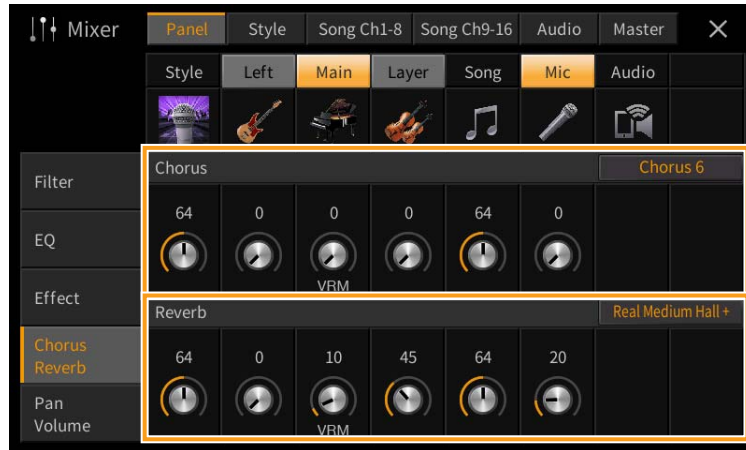 Mixer
Panel Style Song Ch1-8 Song Ch9-16 Audio Master
Style Left Main Layer Song Mic Audio
Filter
EQ
Effect
Chorus
Reverb
Pan
Volume
Chorus Chorus 6
64 0 0 0 64 0
VRM
Reverb Real Medium Hall +
64 0 10 45 64 20
VRM